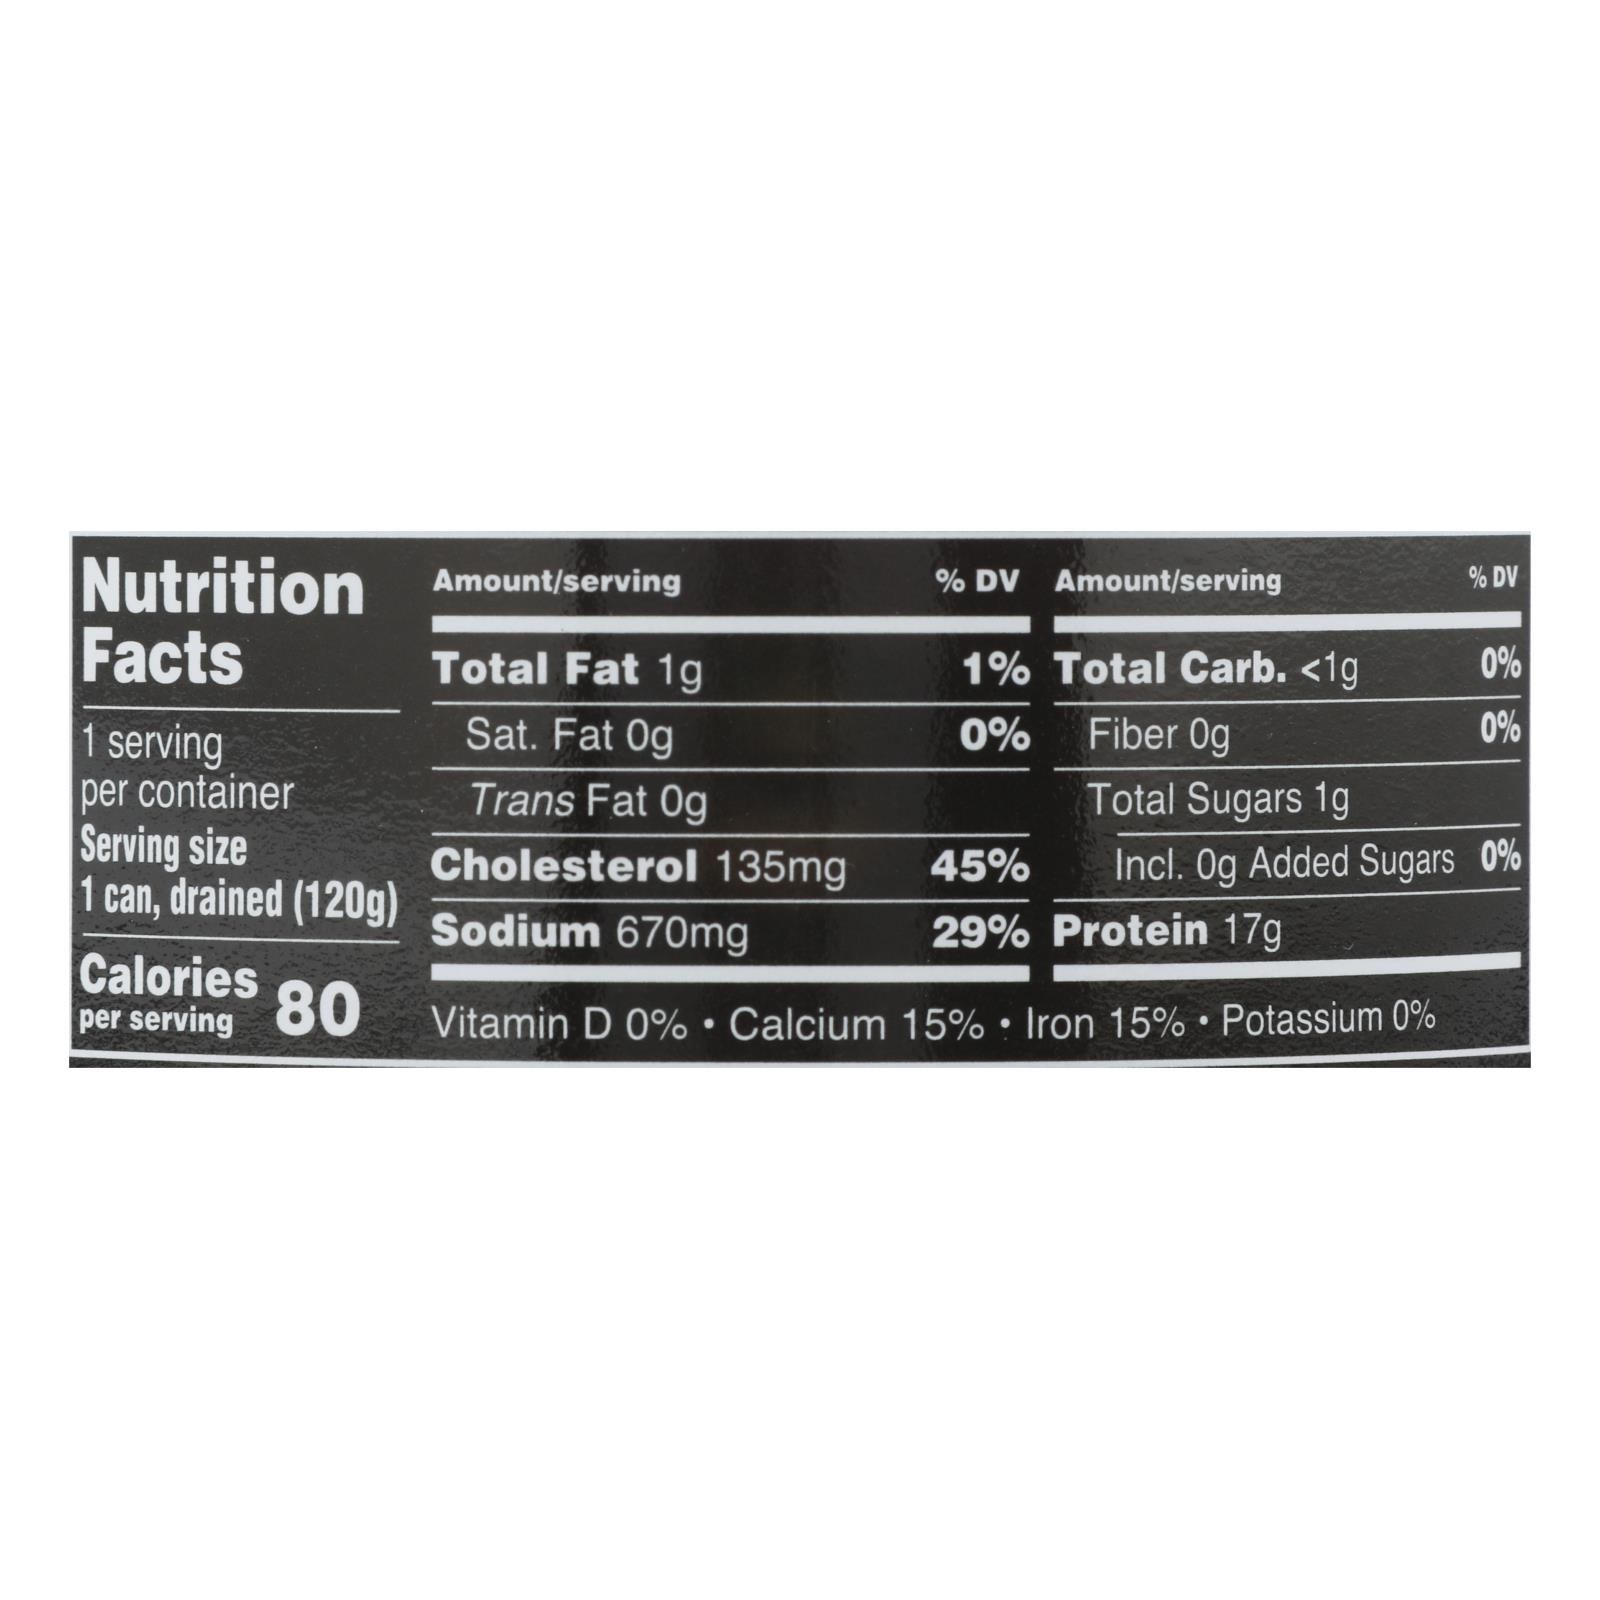 Nutrition
Facts
1 serving
per container
Serving size
1 can, drained (120g)
Calories
per serving 80
Amount/serving % DV
Total Fat 1g 1%
Sat. Fat 0g 0%
Trans Fat 0g
Cholesterol 135mg 45%
Sodium 670mg 29%
Amount/serving % DV
Total Carb. <1g 0%
Fiber 0g 0%
Total Sugars 1g
Incl. 0g Added Sugars 0%
Protein 17g
Vitamin D 0% • Calcium 15% • Iron 15% • Potassium 0%